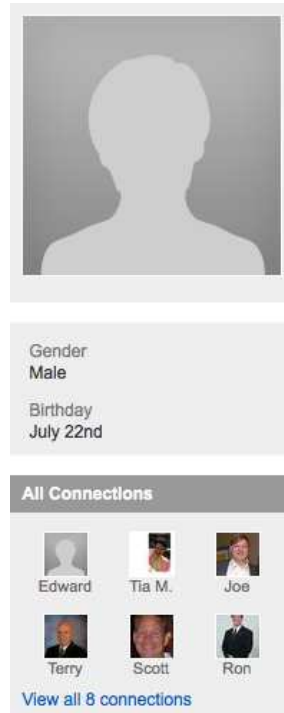 Gender
Male
Birthday
July 22nd
All Connections
Edward Tia M. Joe
Terry Scott Ron
View all 8 connections